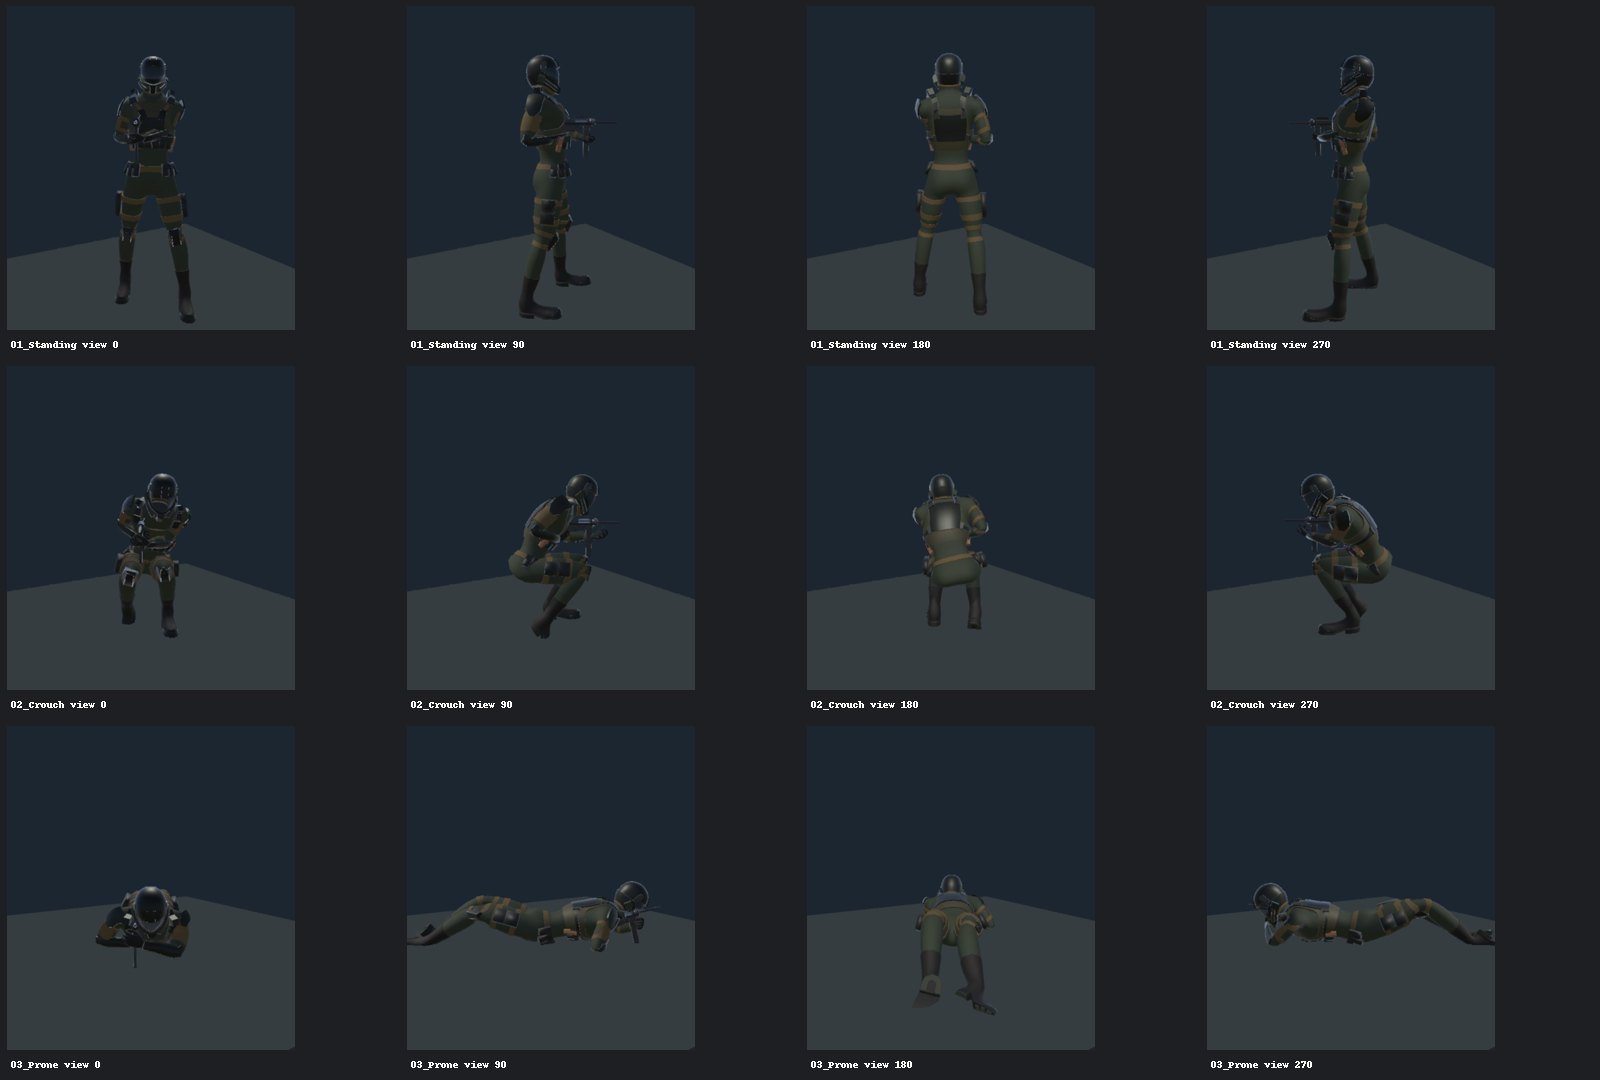 01_Standing view 0
01_Standing view 90
01_Standing view 180
01_Standing view 270
02_Crouch view 0
02_Crouch view 90
02_Crouch view 180
02_Crouch view 270
03_Prone view 0
03_Prone view 90
03_Prone view 180
03_Prone view 270